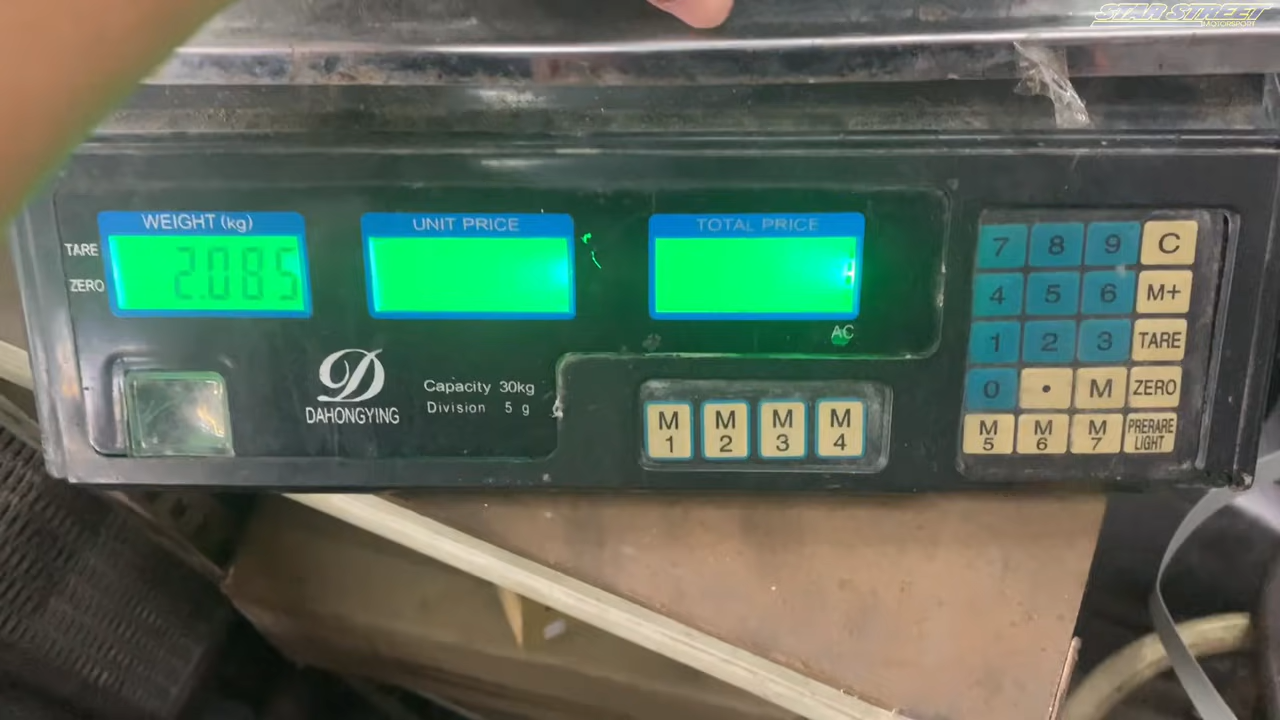 STAR STREET
MOTORSPORT
WEIGHT (kg)
UNIT PRICE
TOTAL PRICE
TARE
ZERO
2.085
AC
DAHONGYING
Capacity 30kg
Division 5 g
M 1
M 2
M 3
M 4
7 8 9 C
4 5 6 M+
1 2 3 TARE
0 • M ZERO
M 5 M 6 M 7 PRERARE LIGHT